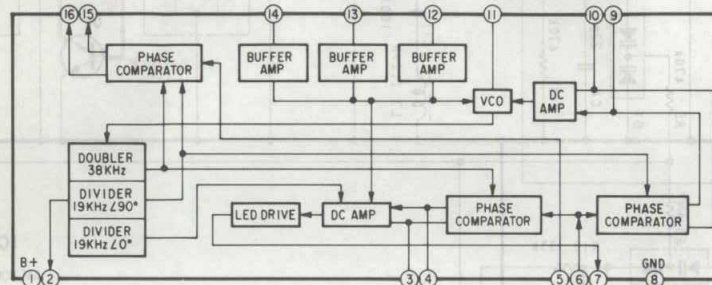 16 15 14 13 12 11 10 9
PHASE
COMPARATOR
BUFFER
AMP
BUFFER
AMP
BUFFER
AMP
VCO
DC
AMP
DOUBLER
38KHz
DIVIDER
19KHz ∠90°
DIVIDER
19KHz ∠0°
LED DRIVE
DC AMP
PHASE
COMPARATOR
PHASE
COMPARATOR
B+
GND
1 2 3 4 5 6 7 8